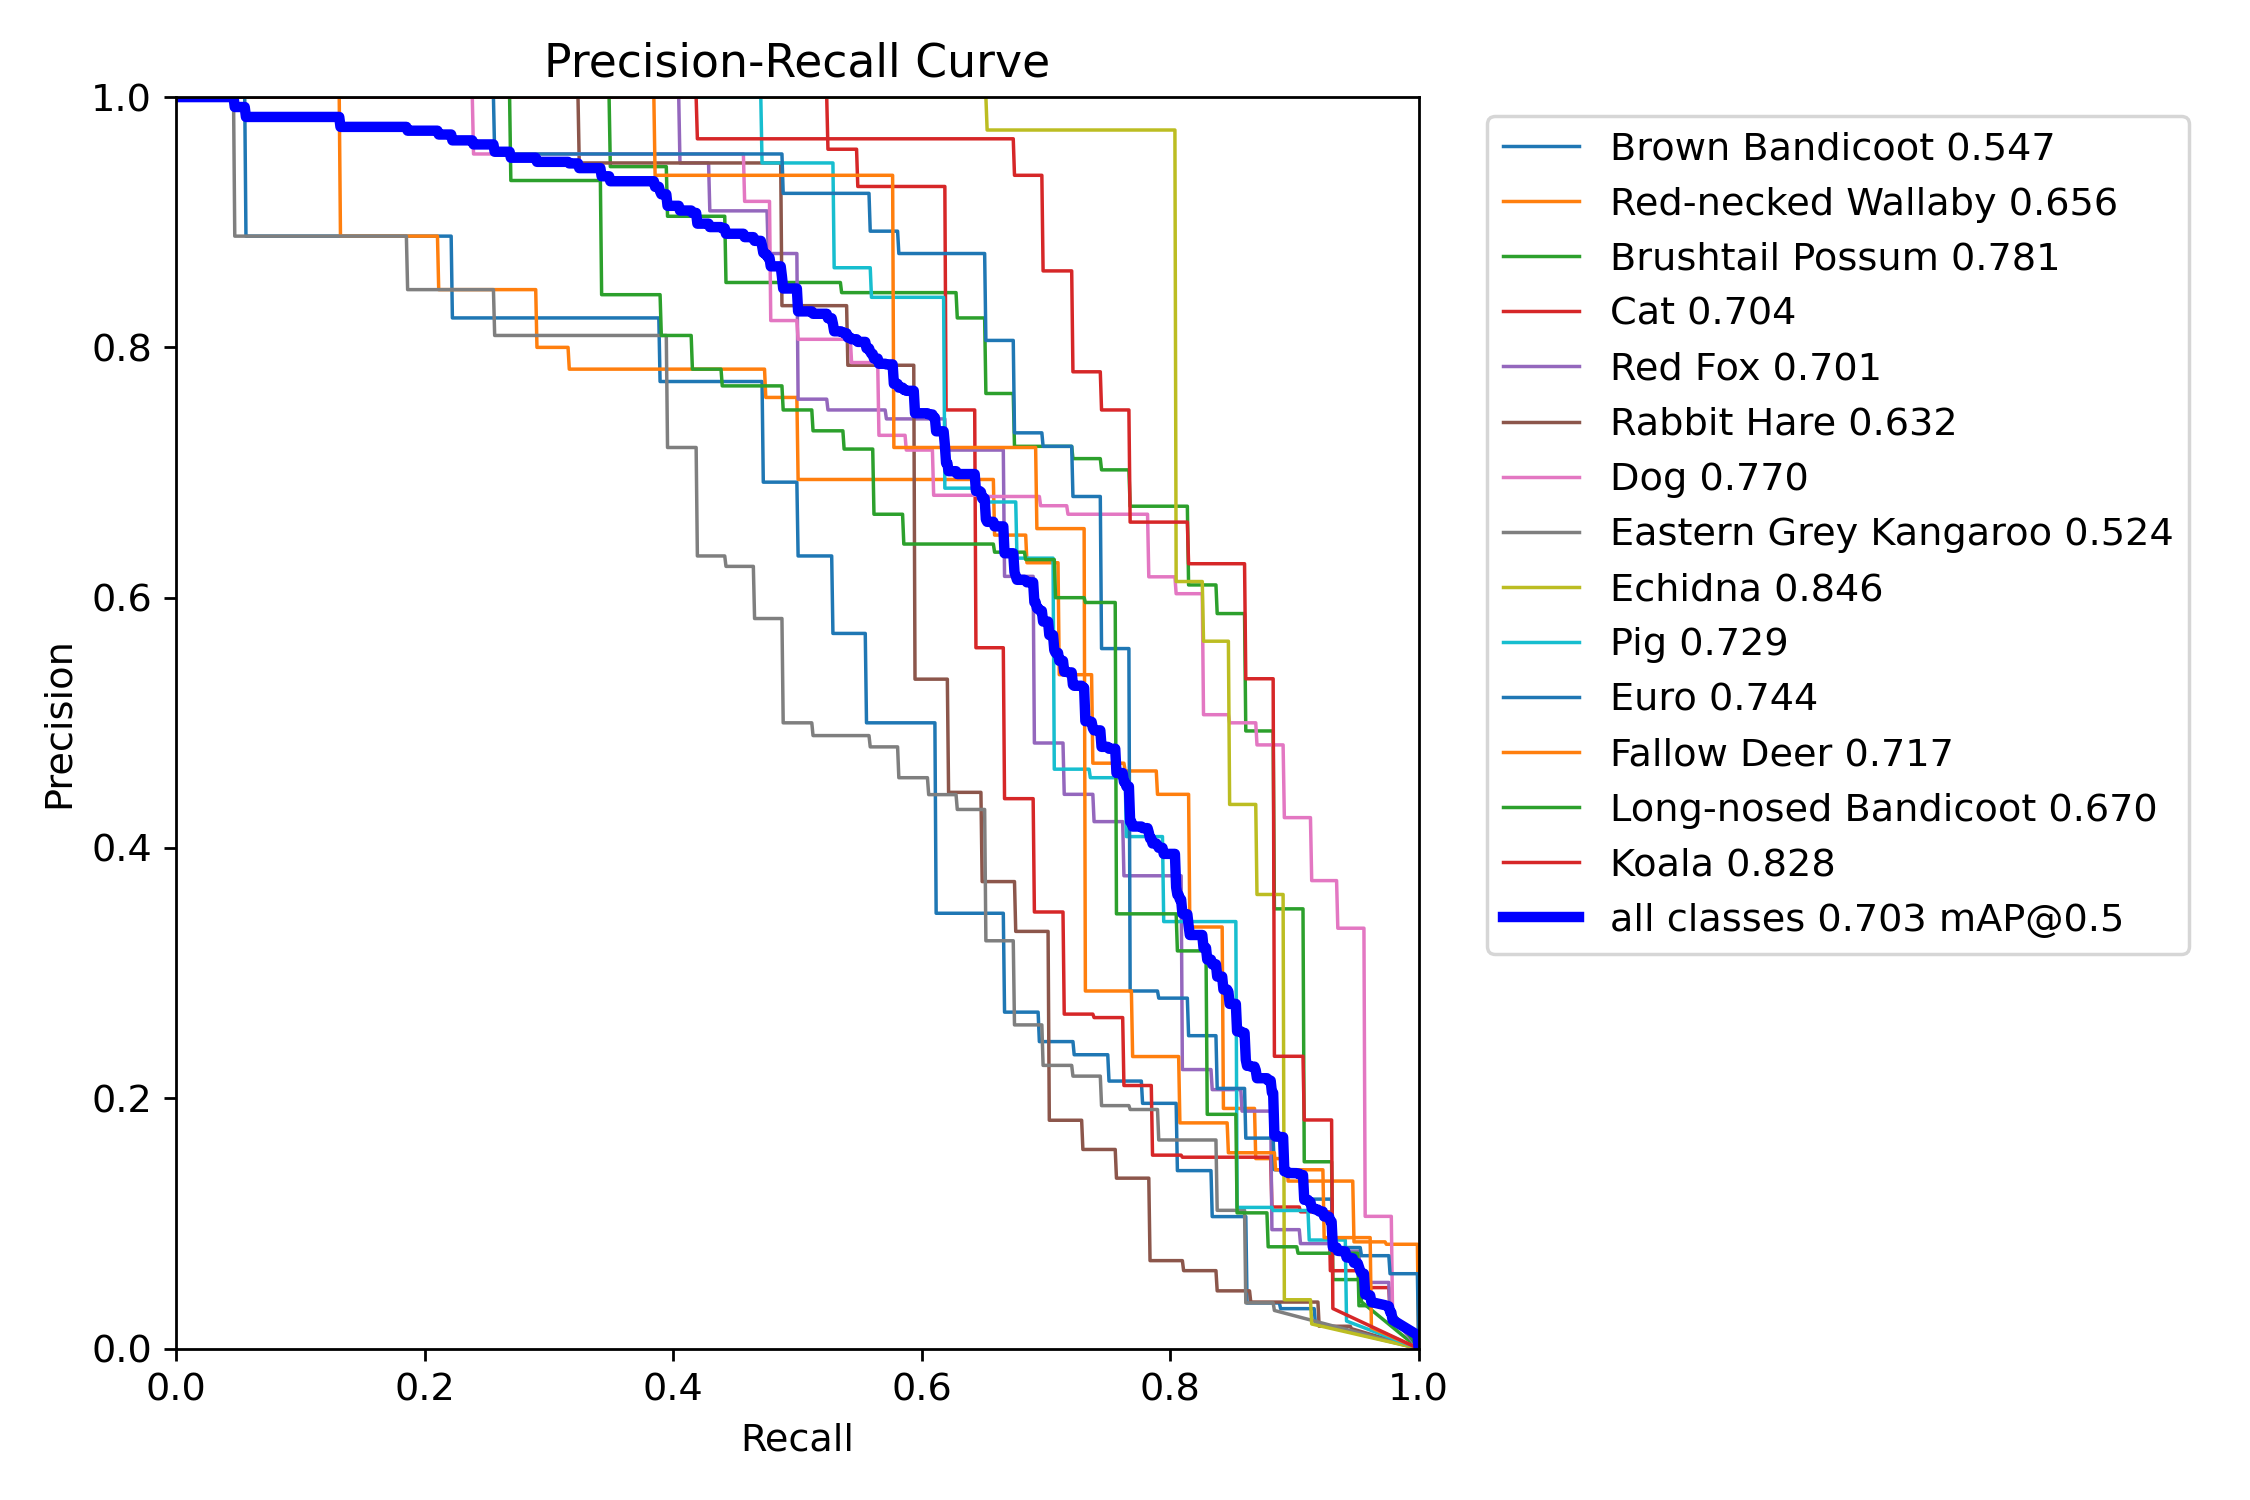 Precision-Recall Curve
1.0
0.8
0.6
0.4
0.2
0.0
Precision
0.0 0.2 0.4 0.6 0.8 1.0
Recall
Brown Bandicoot 0.547
Red-necked Wallaby 0.656
Brushtail Possum 0.781
Cat 0.704
Red Fox 0.701
Rabbit Hare 0.632
Dog 0.770
Eastern Grey Kangaroo 0.524
Echidna 0.846
Pig 0.729
Euro 0.744
Fallow Deer 0.717
Long-nosed Bandicoot 0.670
Koala 0.828
all classes 0.703 mAP@0.5